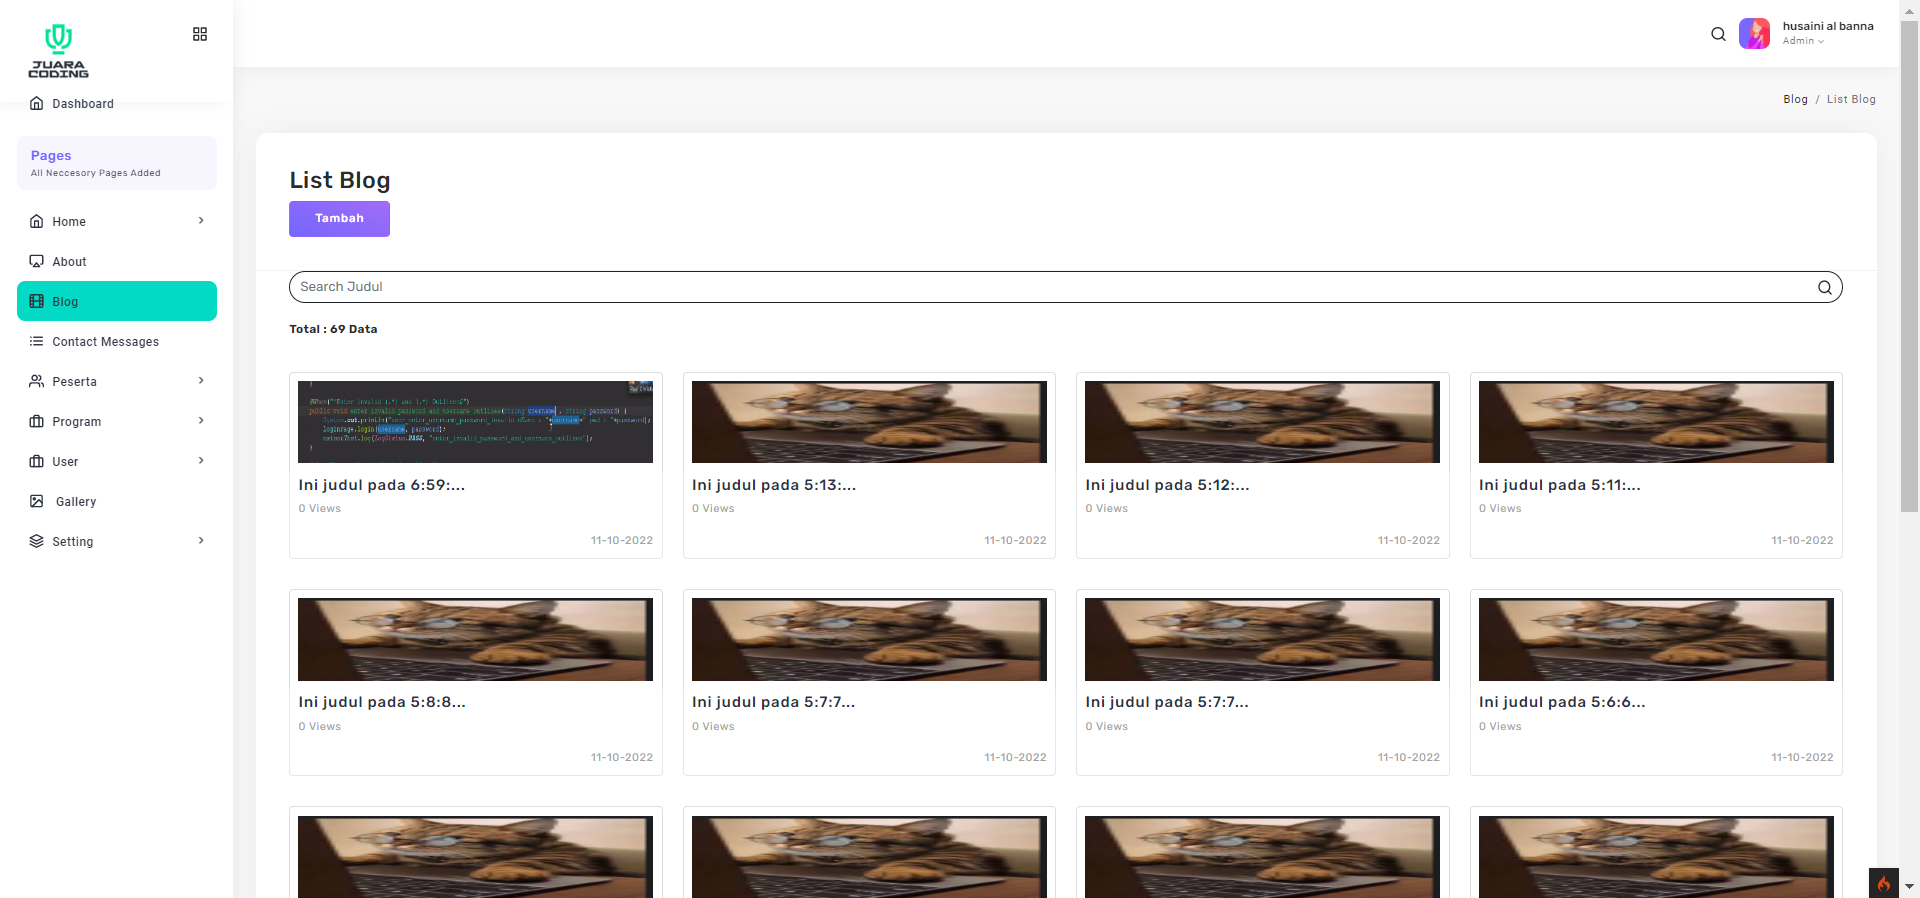 JUARA
CODING
husaini al banna
Admin
Dashboard
Blog / List Blog
Pages
All Neccesory Pages Added
Home
About
Blog
Contact Messages
Peserta
Program
User
Gallery
Setting
List Blog
Tambah
Search Judul
Total : 69 Data
Ini judul pada 6:59:...
0 Views
11-10-2022
Ini judul pada 5:13:...
0 Views
11-10-2022
Ini judul pada 5:12:...
0 Views
11-10-2022
Ini judul pada 5:11:...
0 Views
11-10-2022
Ini judul pada 5:8:8...
0 Views
11-10-2022
Ini judul pada 5:7:7...
0 Views
11-10-2022
Ini judul pada 5:7:7...
0 Views
11-10-2022
Ini judul pada 5:6:6...
0 Views
11-10-2022